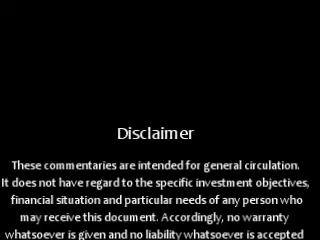 Disclaimer
These commentaries are intended for general circulation.
It does not have regard to the specific investment objectives,
financial situation and particular needs of any person who
may receive this document. Accordingly, no warranty
whatsoever is given and no liability whatsoever is accepted